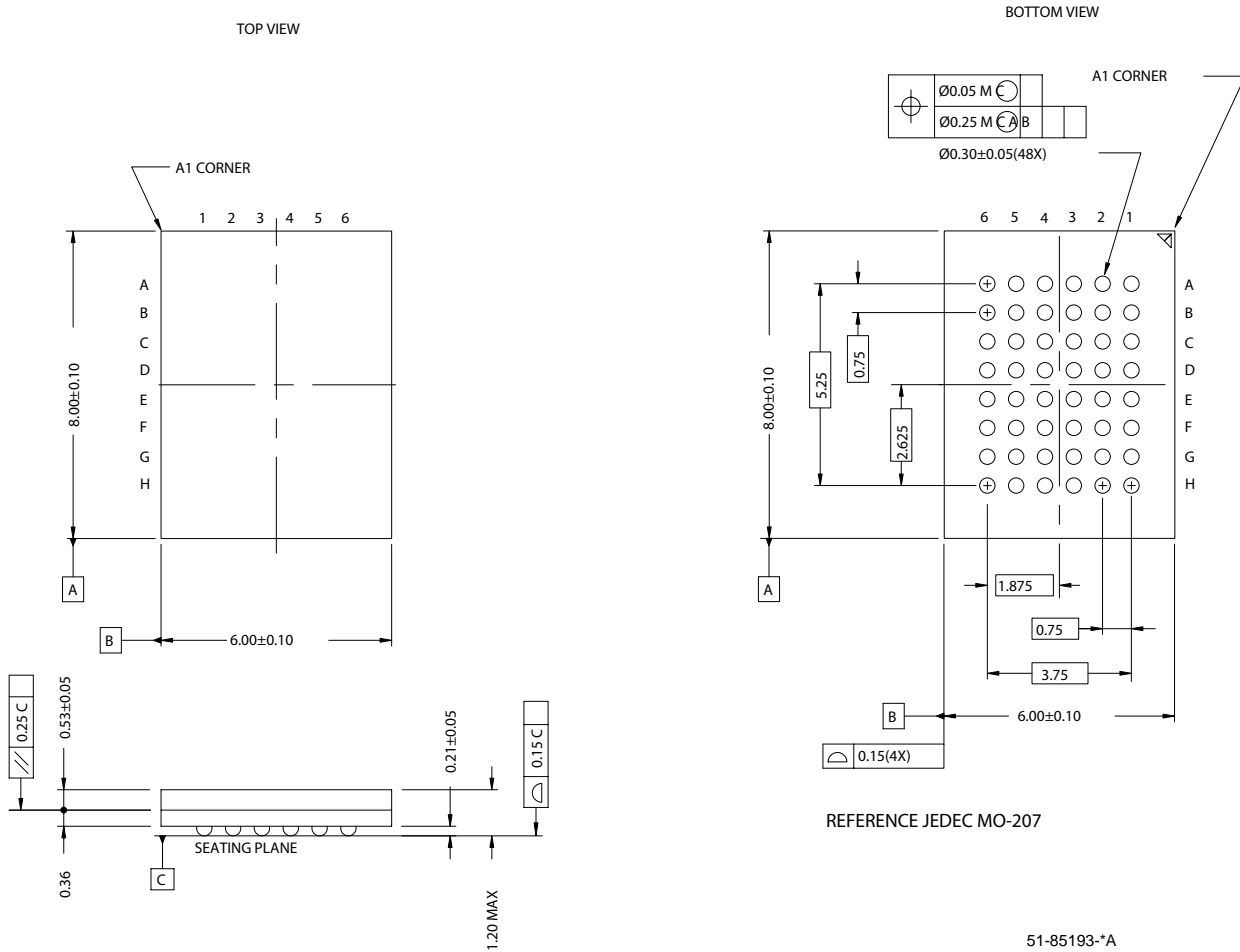 TOP VIEW
BOTTOM VIEW
A1 CORNER
Ø0.05 M C
Ø0.25 M C A B
Ø0.30±0.05(48X)
A1 CORNER
1 2 3 4 5 6
6 5 4 3 2 1
A
B
C
D
E
F
G
H
8.00±0.10
A
B
6.00±0.10
A
B
C
D
E
F
G
H
8.00±0.10
5.25
0.75
2.625
A
1.875
0.75
3.75
B
6.00±0.10
0.15(4X)
0.25 C
0.53±0.05
0.36
0.21±0.05
0.15 C
1.20 MAX
SEATING PLANE
C
REFERENCE JEDEC MO-207
51-85193-*A